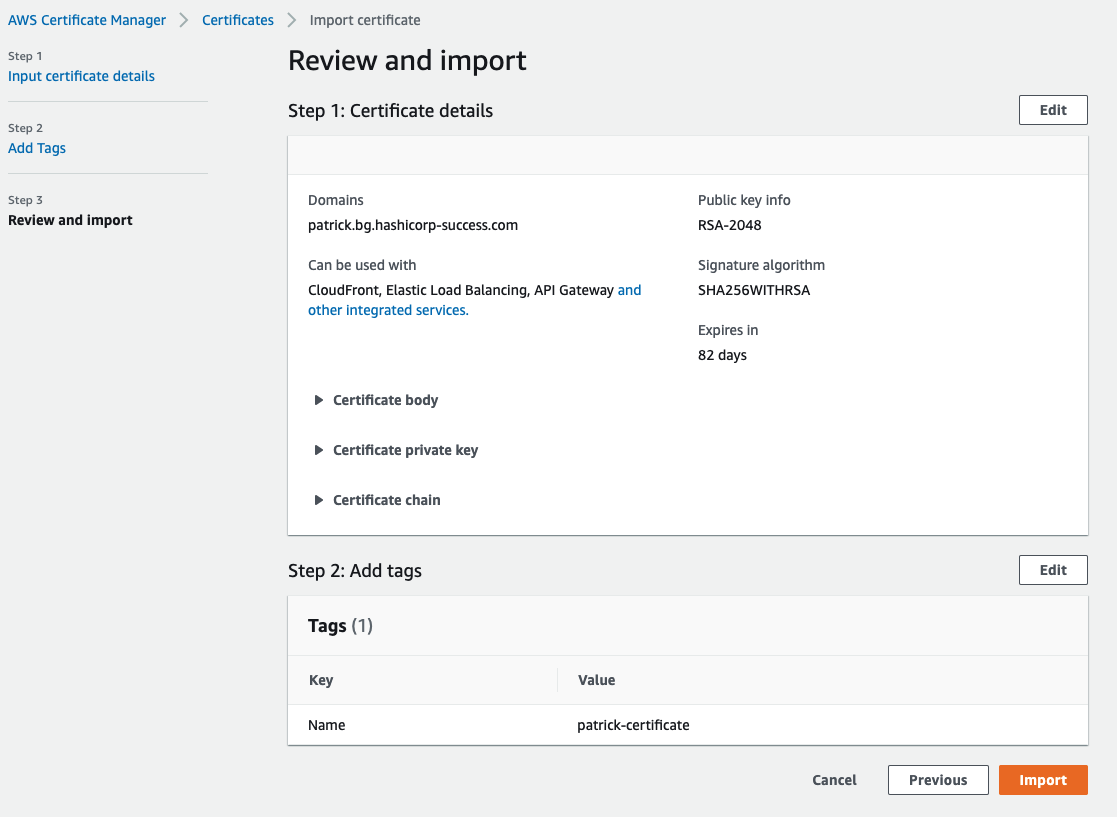 AWS Certificate Manager > Certificates > Import certificate
Step 1
Input certificate details
Step 2
Add Tags
Step 3
Review and import
Review and import
Step 1: Certificate details
Edit
Domains
patrick.bg.hashicorp-success.com
Can be used with
CloudFront, Elastic Load Balancing, API Gateway and
other integrated services.
Public key info
RSA-2048
Signature algorithm
SHA256WITHRSA
Expires in
82 days
Certificate body
Certificate private key
Certificate chain
Step 2: Add tags
Edit
Tags (1)
Key Value
Name patrick-certificate
Cancel Previous Import